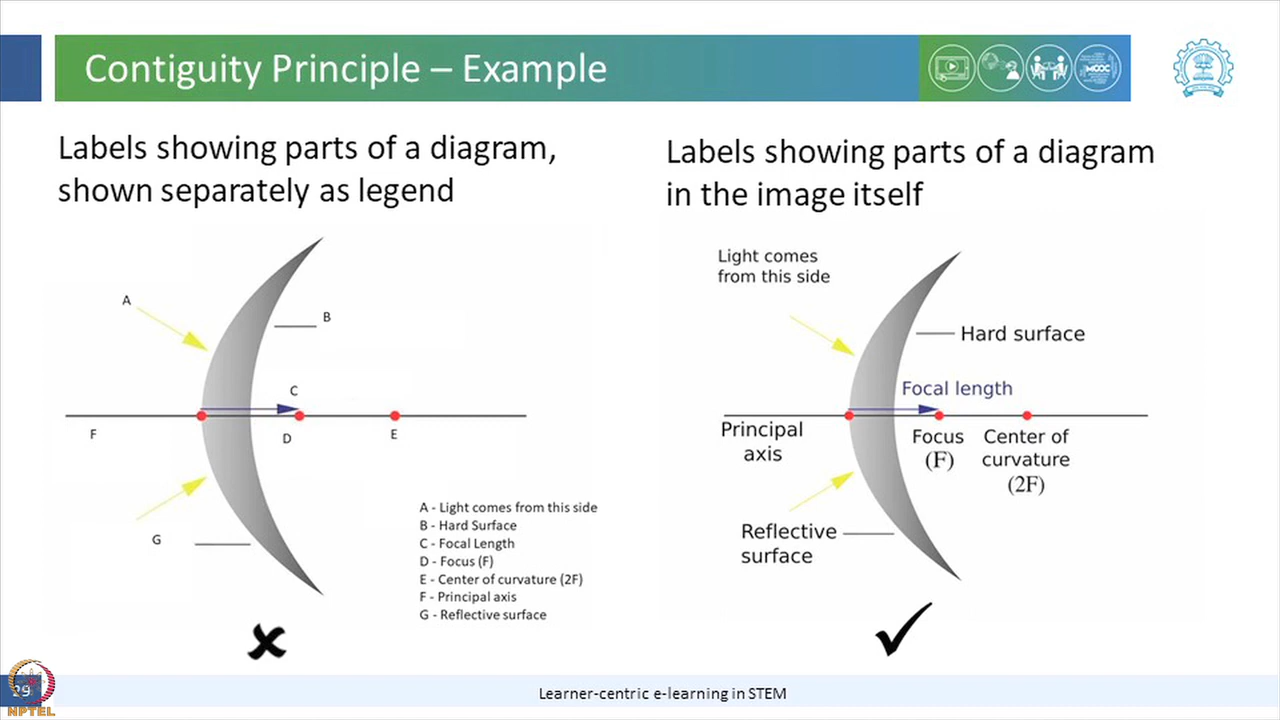 Contiguity Principle – Example
MOOC
Labels showing parts of a diagram,
shown separately as legend
A
B
C
F
D
E
G
A - Light comes from this side
B - Hard Surface
C - Focal Length
D - Focus (F)
E - Center of curvature (2F)
F - Principal axis
G - Reflective surface
Labels showing parts of a diagram
in the image itself
Light comes
from this side
Hard surface
Focal length
Principal
axis
Focus
(F)
Center of
curvature
(2F)
Reflective
surface
29
NPTEL
Learner-centric e-learning in STEM